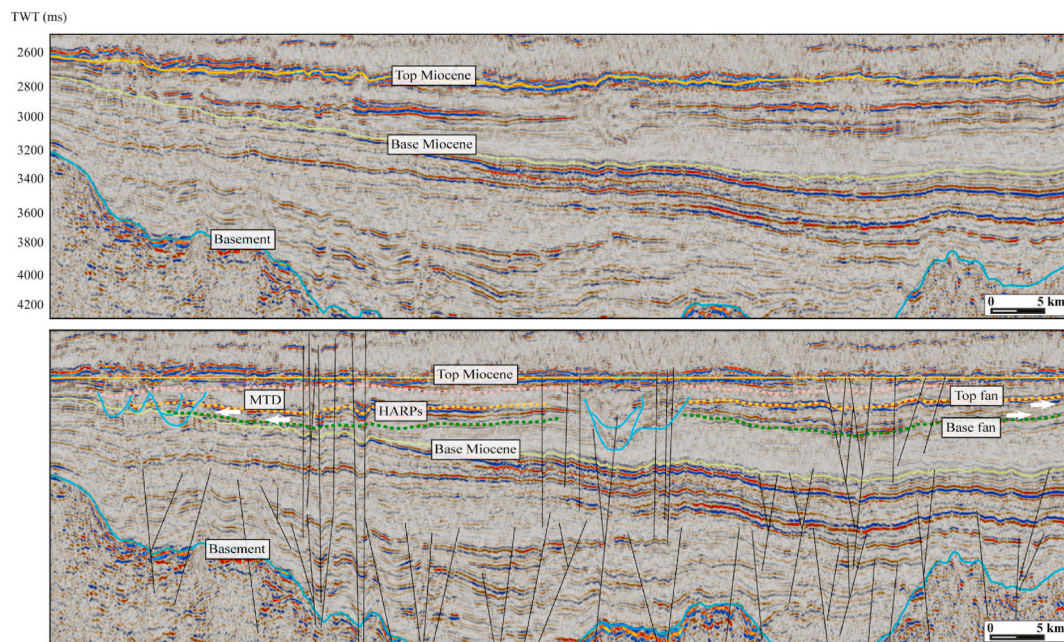 TWT (ms)
2600
2800
3000
3200
3400
3600
3800
4000
4200
Top Miocene
Base Miocene
Basement
0 5 km
Top Miocene
MTD
HARPs
Top fan
Base fan
Base Miocene
Basement
0 5 km